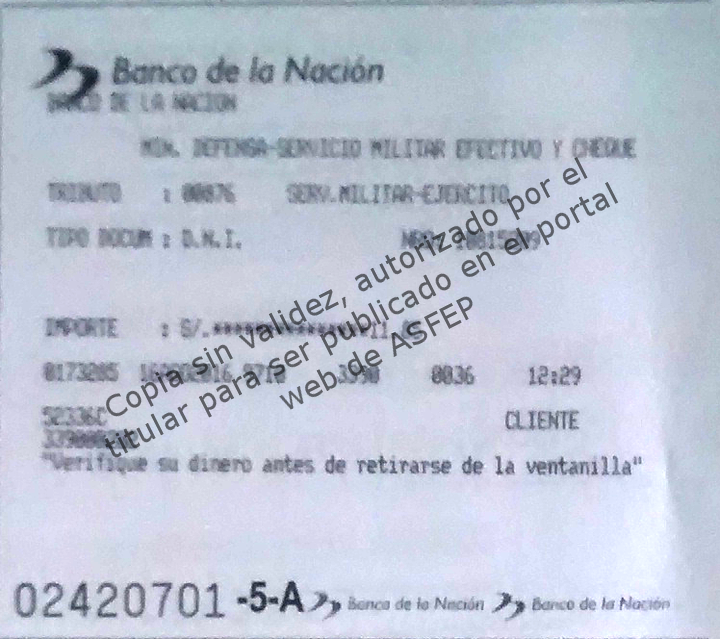 Banco de la Nación
BANCO DE LA NACION
MIN. DEFENSA-SERVICIO MILITAR EFECTIVO Y CHEQUE
TRIBUTO : 00876 SERV.MILITAR-EJERCITO
TIPO DOCUM : D.N.I.
IMPORTE : S/.
0173205 3990 0036 12:29
52336C CLIENTE
"Verifique su dinero antes de retirarse de la ventanilla"
Copia sin validez, autorizado por el
titular para ser publicado en el portal
web de ASFEP
02420701 -5-A Banco de la Nación Banco de la Nación